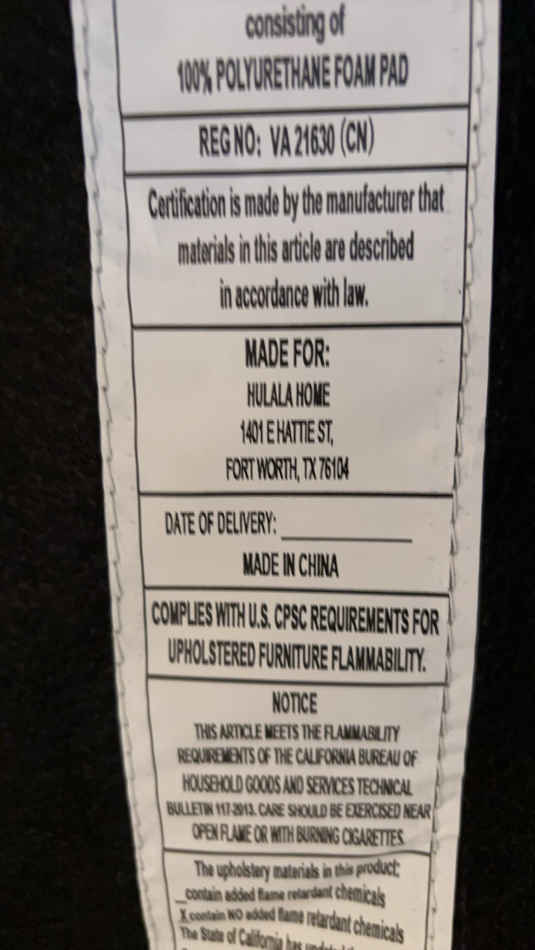 consisting of
100% POLYURETHANE FOAM PAD
REG NO: VA 21630 (CN)
Certification is made by the manufacturer that
materials in this article are described
in accordance with law.
MADE FOR:
HULALA HOME
1401 E HATTIE ST,
FORT WORTH, TX 76104
DATE OF DELIVERY:
MADE IN CHINA
COMPLIES WITH U.S. CPSC REQUIREMENTS FOR
UPHOLSTERED FURNITURE FLAMMABILITY.
NOTICE
THIS ARTICLE MEETS THE FLAMMABILITY
REQUIREMENTS OF THE CALIFORNIA BUREAU OF
HOUSEHOLD GOODS AND SERVICES TECHNICAL
BULLETIN 117-2013. CARE SHOULD BE EXERCISED NEAR
OPEN FLAME OR WITH BURNING CIGARETTES.
The upholstery materials in this product:
_contain added flame retardant chemicals
X contain NO added flame retardant chemicals
The State of California has